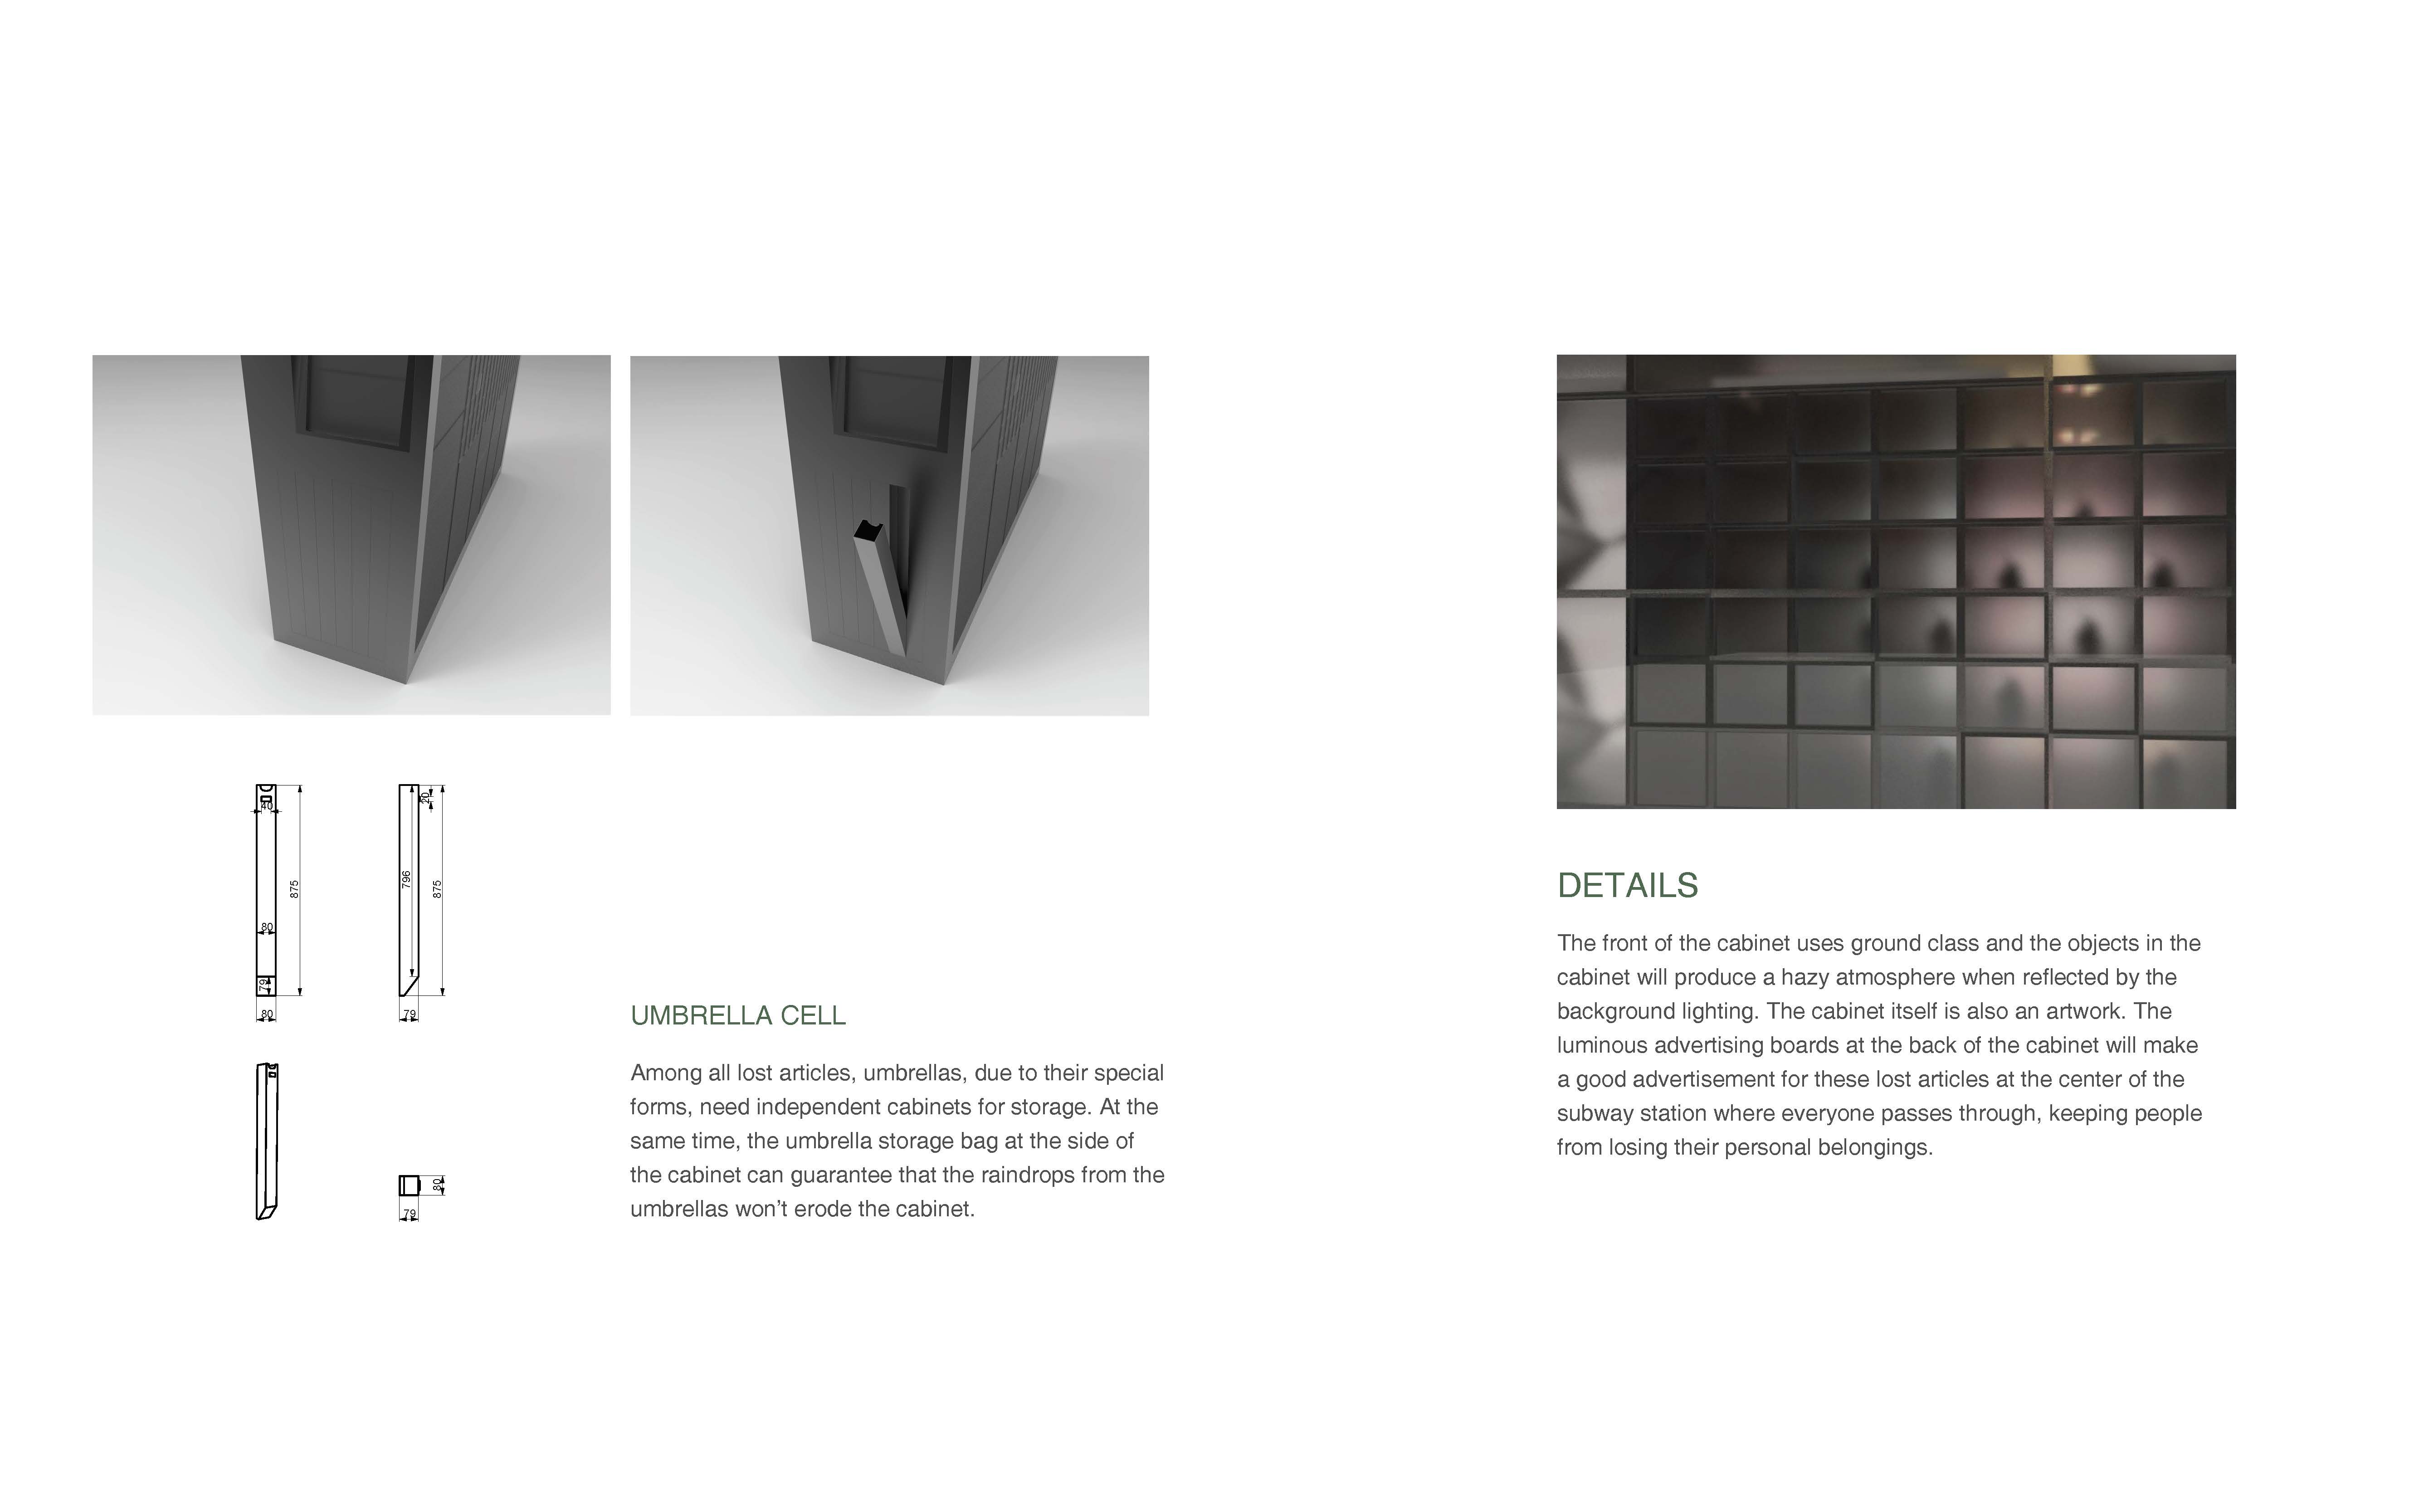 40
875
80
79
80
20
796
875
79
80
79
UMBRELLA CELL
Among all lost articles, umbrellas, due to their special
forms, need independent cabinets for storage. At the
same time, the umbrella storage bag at the side of
the cabinet can guarantee that the raindrops from the
umbrellas won’t erode the cabinet.
DETAILS
The front of the cabinet uses ground class and the objects in the
cabinet will produce a hazy atmosphere when reflected by the
background lighting. The cabinet itself is also an artwork. The
luminous advertising boards at the back of the cabinet will make
a good advertisement for these lost articles at the center of the
subway station where everyone passes through, keeping people
from losing their personal belongings.